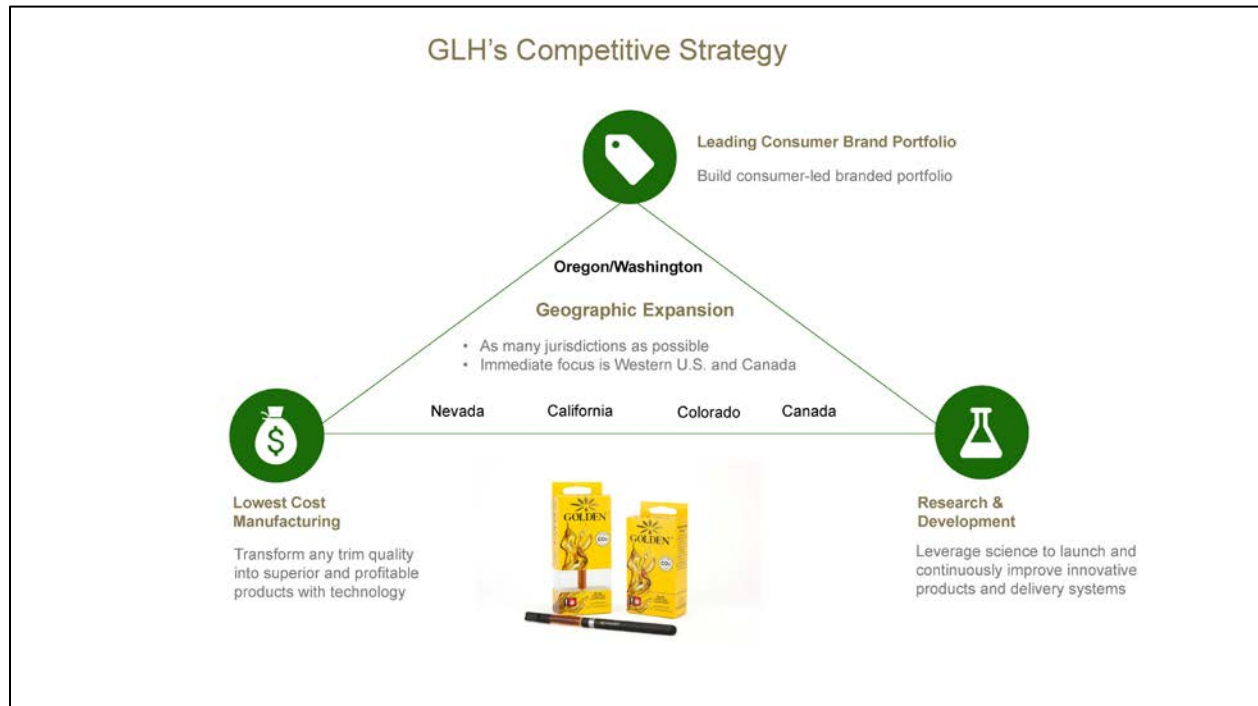 GLH's Competitive Strategy
Leading Consumer Brand Portfolio
Build consumer-led branded portfolio
Oregon/Washington
Geographic Expansion
• As many jurisdictions as possible
• Immediate focus is Western U.S. and Canada
Nevada California Colorado Canada
$
Lowest Cost
Manufacturing
Transform any trim quality
into superior and profitable
products with technology
Research &
Development
Leverage science to launch and
continuously improve innovative
products and delivery systems
GOLDEN
CO₂
GOLDEN
CO₂